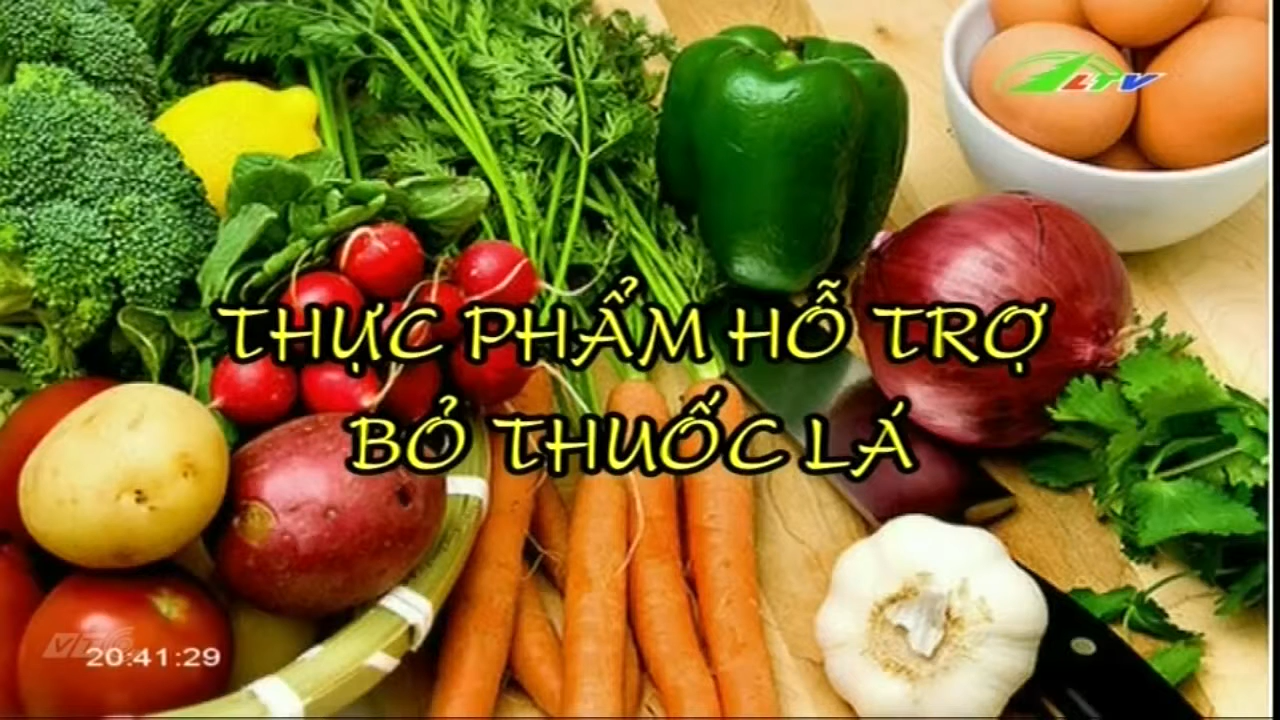 LTV
THỰC PHẨM HỖ TRỢ
BỎ THUỐC LÁ
VTC
20:41:29